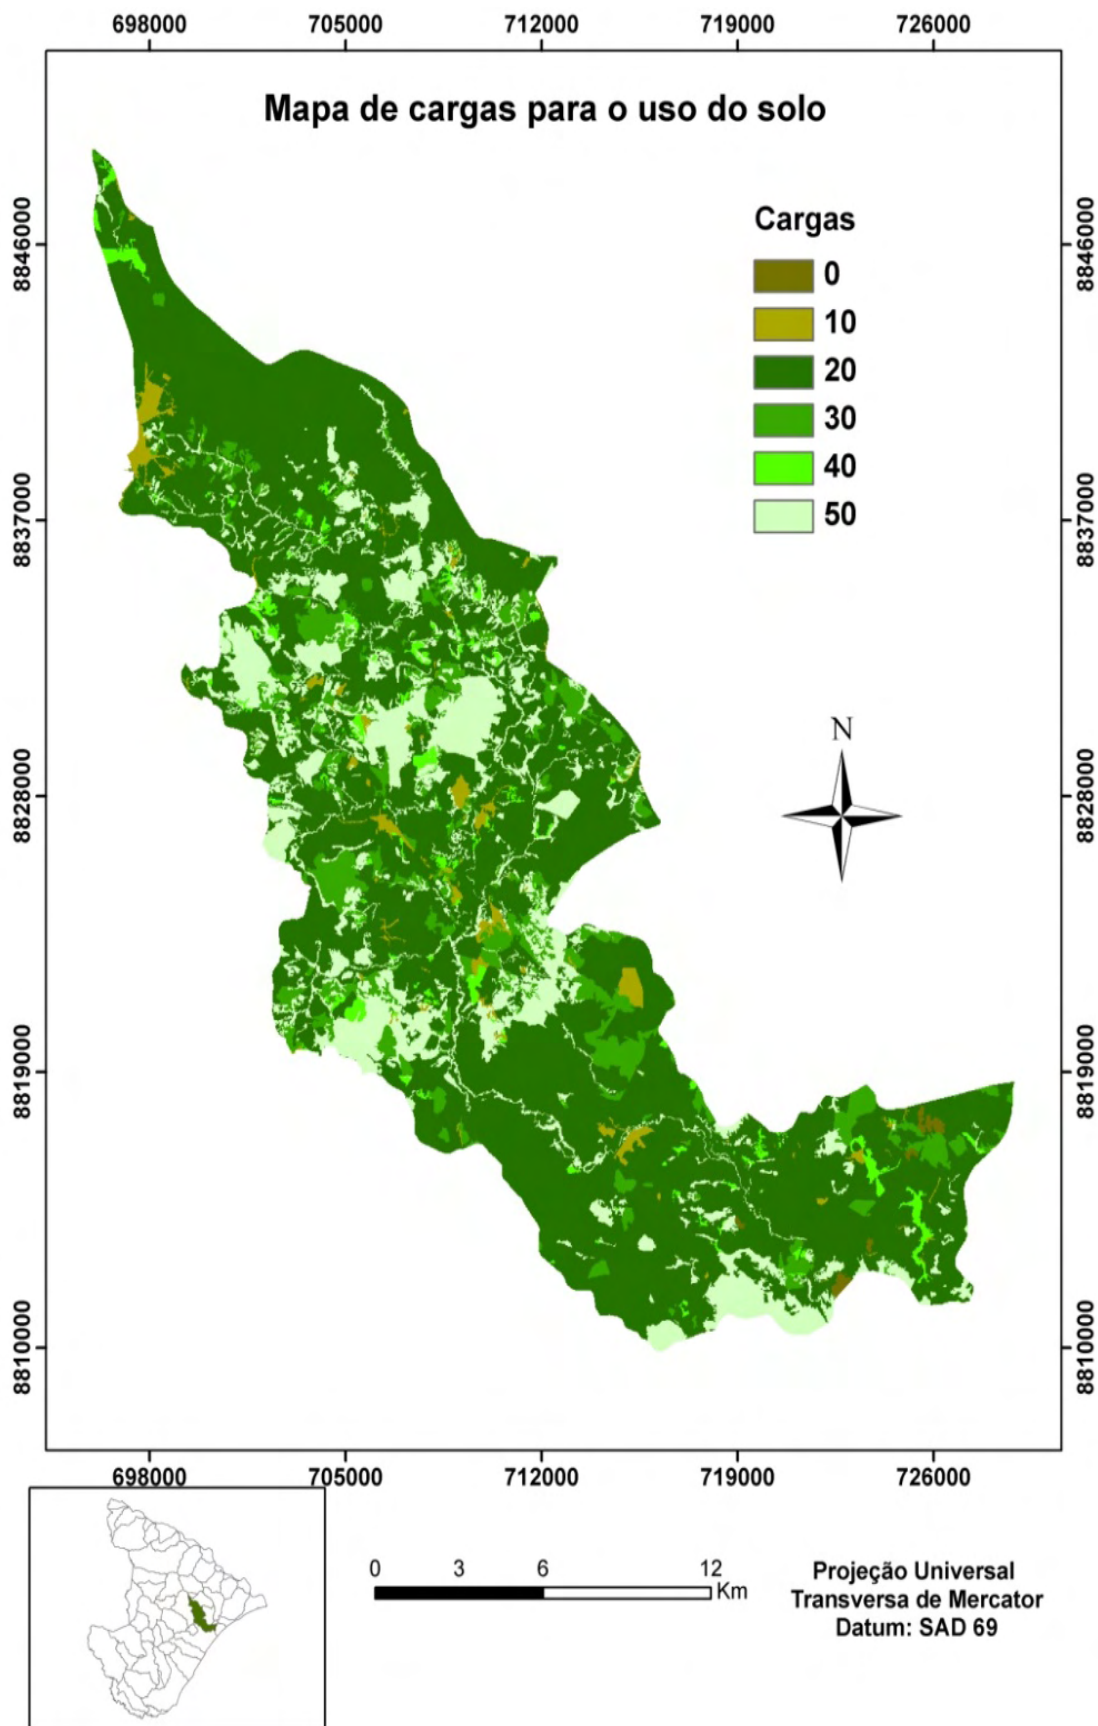 698000 705000 712000 719000 726000
Mapa de cargas para o uso do solo
Cargas
0
10
20
30
40
50
N
8846000
8837000
8828000
8819000
8810000
8846000
8837000
8828000
8819000
8810000
698000 705000 712000 719000 726000
0 3 6 12
Km
Projeção Universal
Transversa de Mercator
Datum: SAD 69